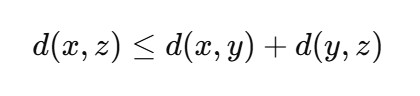 d(x, z) ≤ d(x, y) + d(y, z)